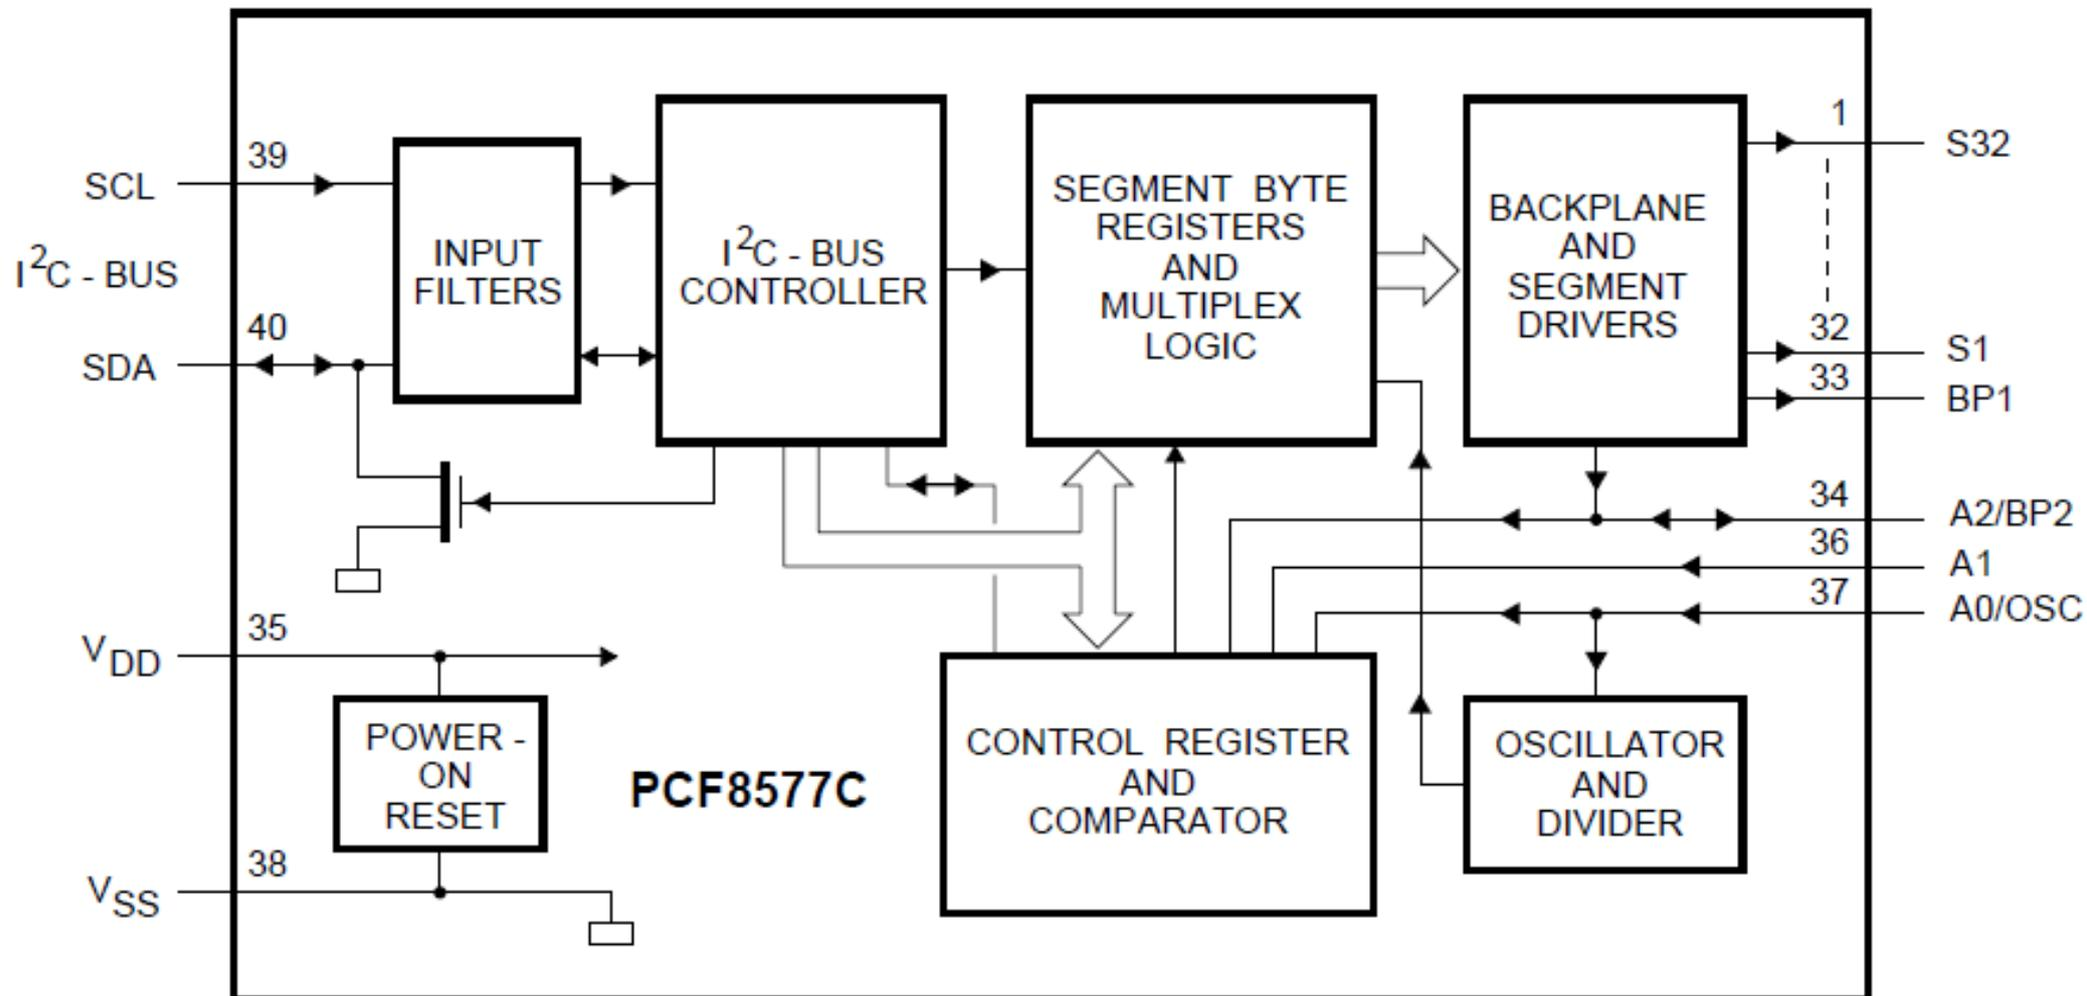 39
SCL
I²C - BUS
40
SDA
INPUT
FILTERS
I²C - BUS
CONTROLLER
SEGMENT BYTE
REGISTERS
AND
MULTIPLEX
LOGIC
BACKPLANE
AND
SEGMENT
DRIVERS
1
S32
32
S1
33
BP1
34
A2/BP2
36
A1
37
A0/OSC
35
VDD
POWER -
ON
RESET
38
VSS
PCF8577C
CONTROL REGISTER
AND
COMPARATOR
OSCILLATOR
AND
DIVIDER